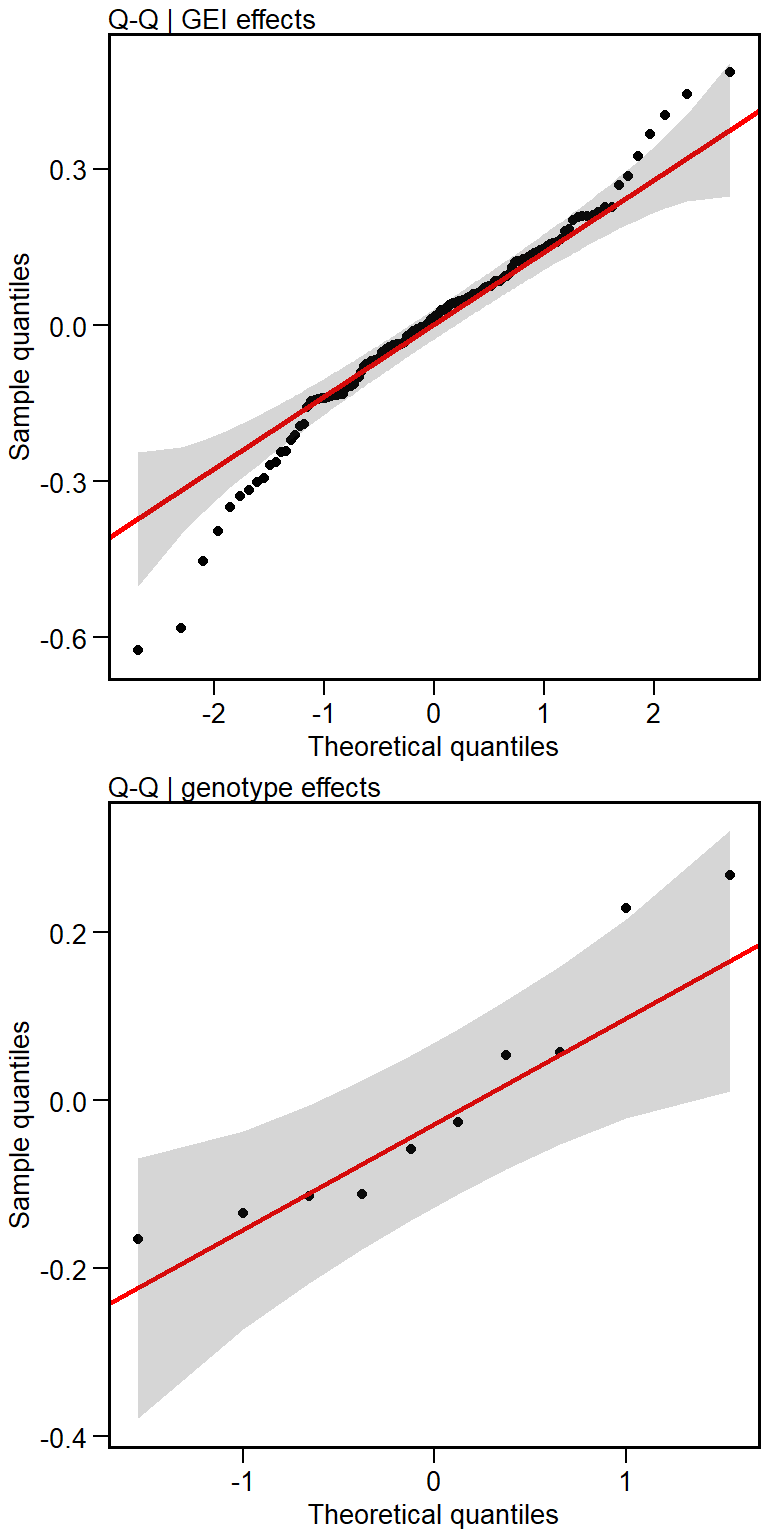 Q-Q | GEI effects
Sample quantiles
0.3
0.0
-0.3
-0.6
-2 -1 0 1 2
Theoretical quantiles
Q-Q | genotype effects
Sample quantiles
0.2
0.0
-0.2
-0.4
-1 0 1
Theoretical quantiles